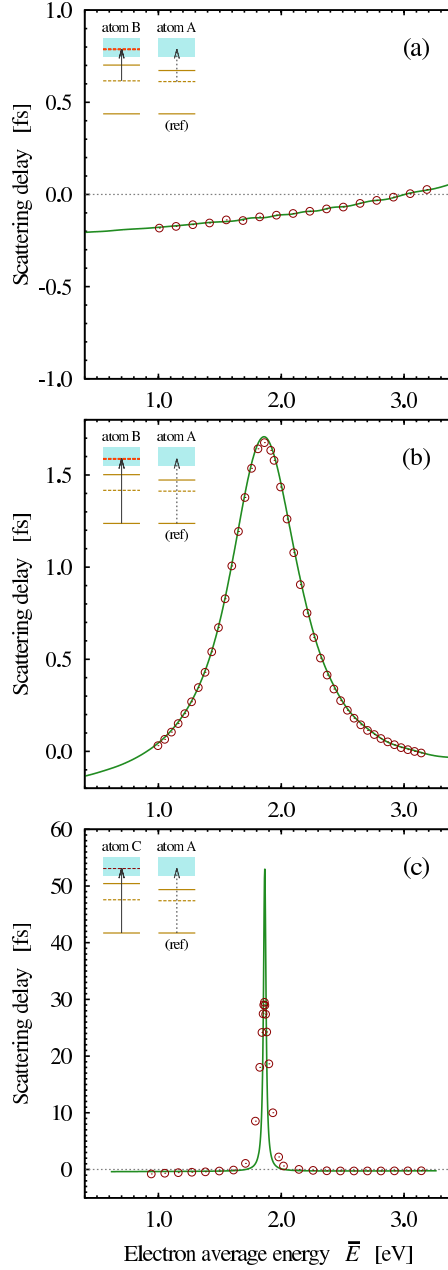 atom B atom A (a)
(ref)
1.0
0.5
0.0
-0.5
-1.0
Scattering delay [fs]
1.0 2.0 3.0
atom B atom A (b)
(ref)
1.5
1.0
0.5
0.0
Scattering delay [fs]
1.0 2.0 3.0
atom C atom A (c)
(ref)
60
50
40
30
20
10
0
Scattering delay [fs]
1.0 2.0 3.0
Electron average energy E̅ [eV]